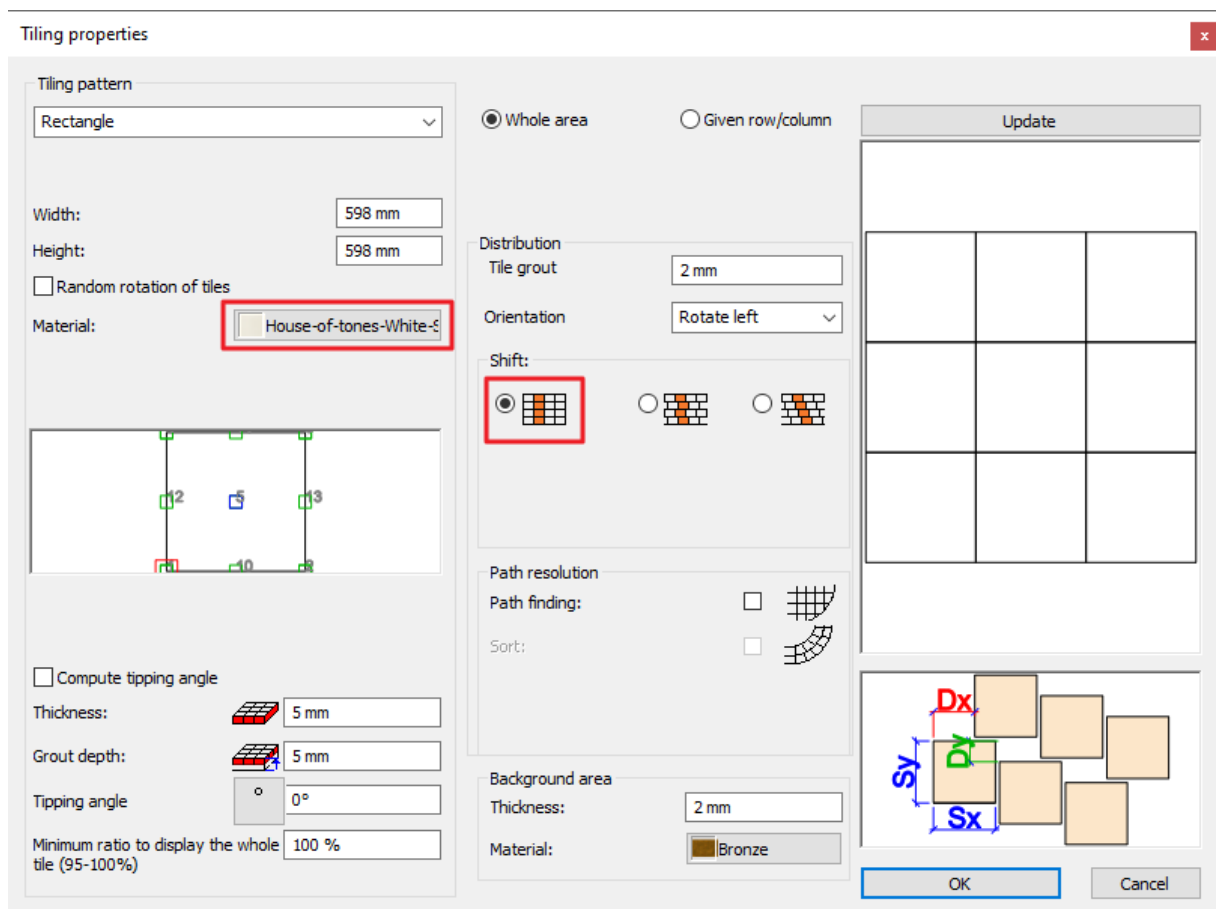 Tiling properties
x
Tiling pattern
Rectangle
Width:
598 mm
Height:
598 mm
Random rotation of tiles
Material:
House-of-tones-White-S
12
5
13
10
Compute tipping angle
Thickness:
5 mm
Grout depth:
5 mm
Tipping angle
°
0°
Minimum ratio to display the whole
tile (95-100%)
100 %
Whole area
Given row/column
Distribution
Tile grout
2 mm
Orientation
Rotate left
Shift:
Path resolution
Path finding:
Sort:
Background area
Thickness:
2 mm
Material:
Bronze
Update
Dx
Dy
Sy
Sx
OK
Cancel